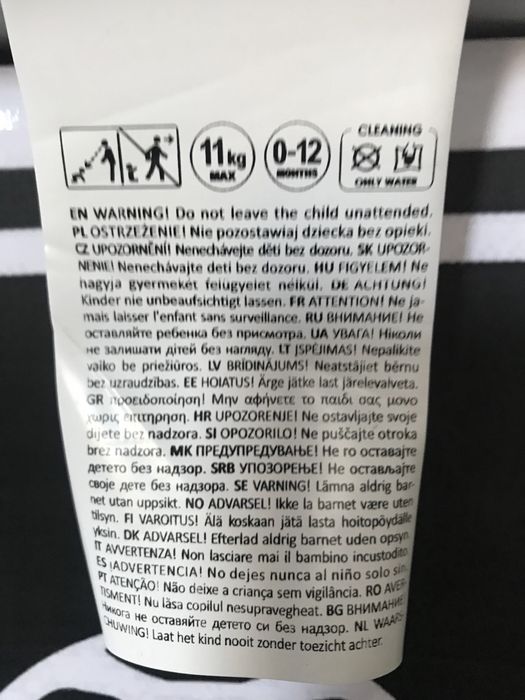 11kg
MAX
0-12
MONTHS
CLEANING
ONLY WATER
EN WARNING! Do not leave the child unattended.
PL OSTRZEŻENIE! Nie pozostawiaj dziecka bez opieki.
CZ UPOZORNĚNÍ! Nenechávejte děti bez dozoru. SK UPOZOR-
NENIE! Nenechávajte deti bez dozoru. HU FIGYELEM! Ne
hagyja gyermekét felügyelet nélkül. DE ACHTUNG!
Kinder nie unbeaufsichtigt lassen. FR ATTENTION! Ne ja-
mais laisser l'enfant sans surveillance. RU ВНИМАНИЕ! Не
оставляйте ребенка без присмотра. UA УВАГА! Ніколи
не залишати дітей без нагляду. LT ĮSPĖJIMAS! Nepalikite
vaiko be priežiūros. LV BRĪDINĀJUMS! Neatstājiet bērnu
bez uzraudzības. EE HOIATUS! Ärge jätke last järelevalveta.
GR προειδοποίηση! Μην αφήνετε το παιδί σας μόνο
χωρίς επιτήρηση. HR UPOZORENJE! Ne ostavljajte svoje
dijete bez nadzora. SI OPOZORILO! Ne puščajte otroka
brez nadzora. MK ПРЕДУПРЕДУВАЊЕ! Не го оставајте
детето без надзор. SRB УПОЗОРЕЊЕ! Не остављајте
своје дете без надзора. SE VARNING! Lämna aldrig bar-
net utan uppsikt. NO ADVARSEL! Ikke la barnet være uten
tilsyn. FI VAROITUS! Älä koskaan jätä lasta hoitopöydälle
yksin. DK ADVARSEL! Efterlad aldrig barnet uden opsyn.
IT AVVERTENZA! Non lasciare mai il bambino incustodito.
ES ¡ADVERTENCIA! No dejes nunca al niño solo sin.
PT ATENÇÃO! Não deixe a criança sem vigilância. RO AVER-
TISMENT! Nu lăsa copilul nesupravegheat. BG ВНИМАНИЕ
Никога не оставяйте детето си без надзор. NL WAARS-
CHUWING! Laat het kind nooit zonder toezicht achter.